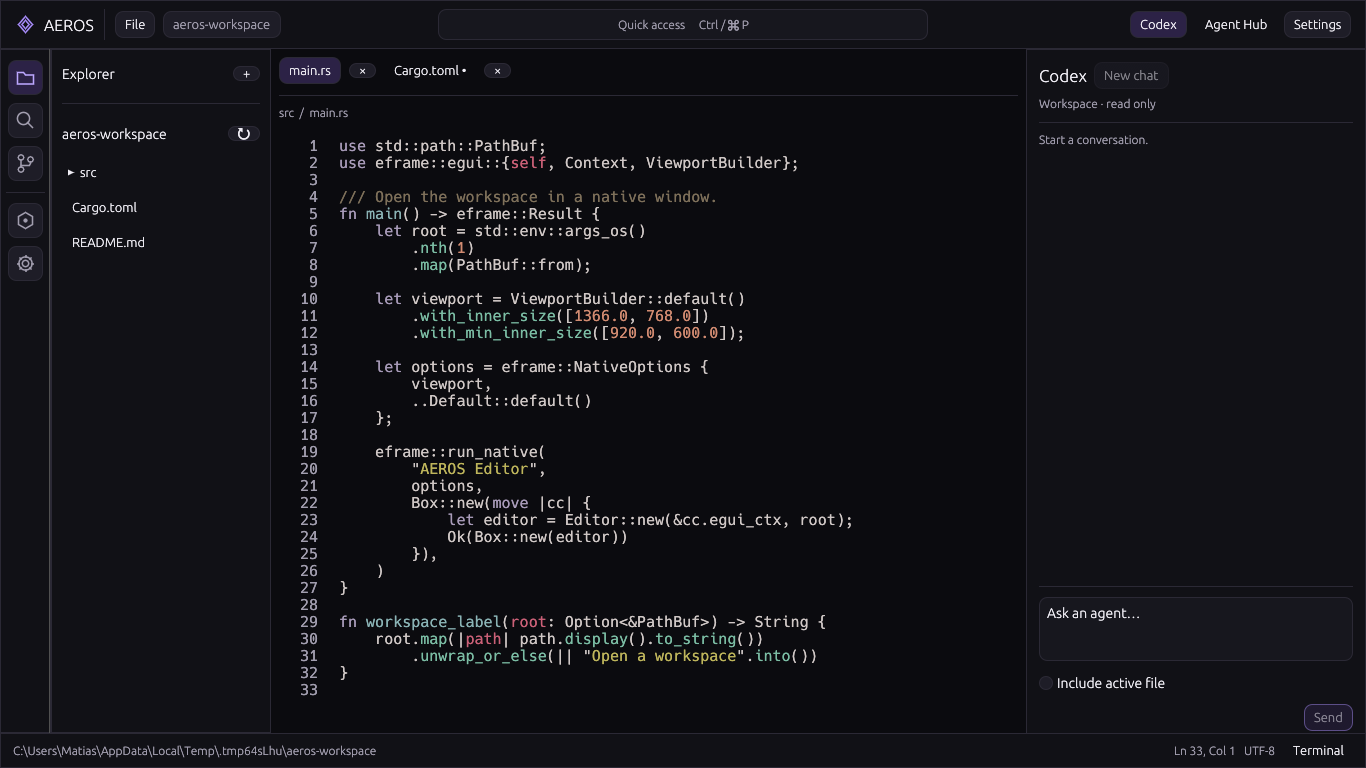 AEROS File aeros-workspace Quick access Ctrl/⌘P Codex Agent Hub Settings
Explorer +
aeros-workspace ↻
▸ src
Cargo.toml
README.md
main.rs × Cargo.toml• ×
src / main.rs
1 use std::path::PathBuf;
2 use eframe::egui::{self, Context, ViewportBuilder};
3
4 /// Open the workspace in a native window.
5 fn main() -> eframe::Result {
6     let root = std::env::args_os()
7         .nth(1)
8         .map(PathBuf::from);
9
10     let viewport = ViewportBuilder::default()
11         .with_inner_size([1366.0, 768.0])
12         .with_min_inner_size([920.0, 600.0]);
13
14     let options = eframe::NativeOptions {
15         viewport,
16         ..Default::default()
17     };
18
19     eframe::run_native(
20         "AEROS Editor",
21         options,
22         Box::new(move |cc| {
23             let editor = Editor::new(&cc.egui_ctx, root);
24             Ok(Box::new(editor))
25         }),
26     )
27 }
28
29 fn workspace_label(root: Option<&PathBuf>) -> String {
30     root.map(|path| path.display().to_string())
31         .unwrap_or_else(|| "Open a workspace".into())
32 }
33
Codex New chat
Workspace · read only
Start a conversation.
Ask an agent…
Include active file
Send
C:\Users\Matias\AppData\Local\Temp\.tmp64sLhu\aeros-workspace Ln 33, Col 1 UTF-8 Terminal